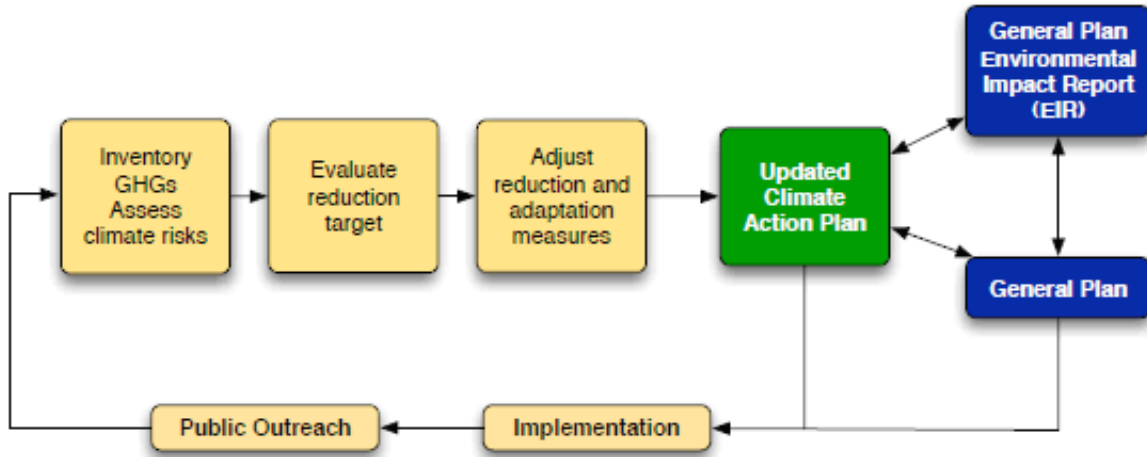 General Plan
Environmental
Impact Report
(EIR)
Inventory
GHGs
Assess
climate risks
Evaluate
reduction
target
Adjust
reduction and
adaptation
measures
Updated
Climate
Action Plan
General Plan
Public Outreach
Implementation